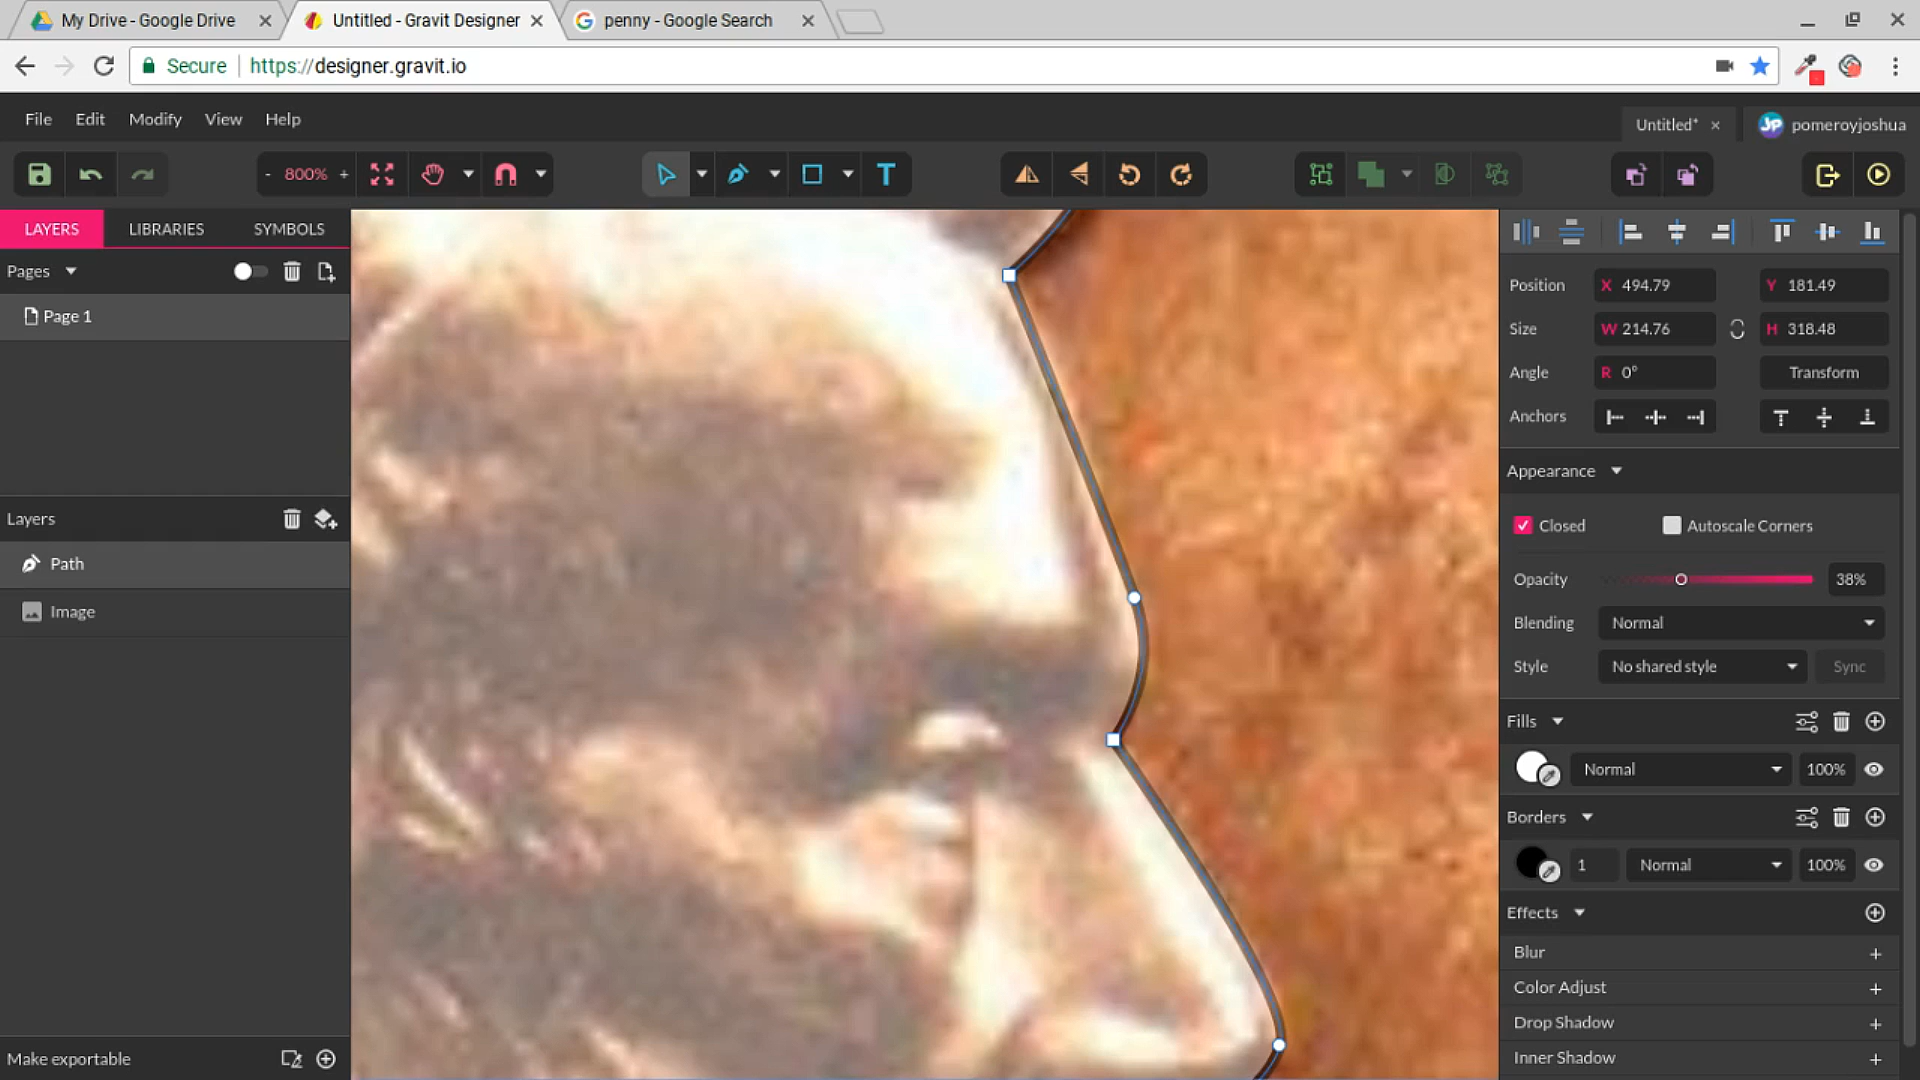 My Drive - Google Drive
Untitled - Gravit Designer
penny - Google Search
Secure https://designer.gravit.io
File Edit Modify View Help
Untitled* × pomeroyjoshua
JP
- 800% +
T
LAYERS LIBRARIES SYMBOLS
Pages
Page 1
Layers
Path
Image
Make exportable
Position X 494.79 Y 181.49
Size W 214.76 H 318.48
Angle R 0° Transform
Anchors
Appearance
Closed Autoscale Corners
Opacity 38%
Blending Normal
Style No shared style Sync
Fills
Normal 100%
Borders
1 Normal 100%
Effects
Blur +
Color Adjust +
Drop Shadow +
Inner Shadow +